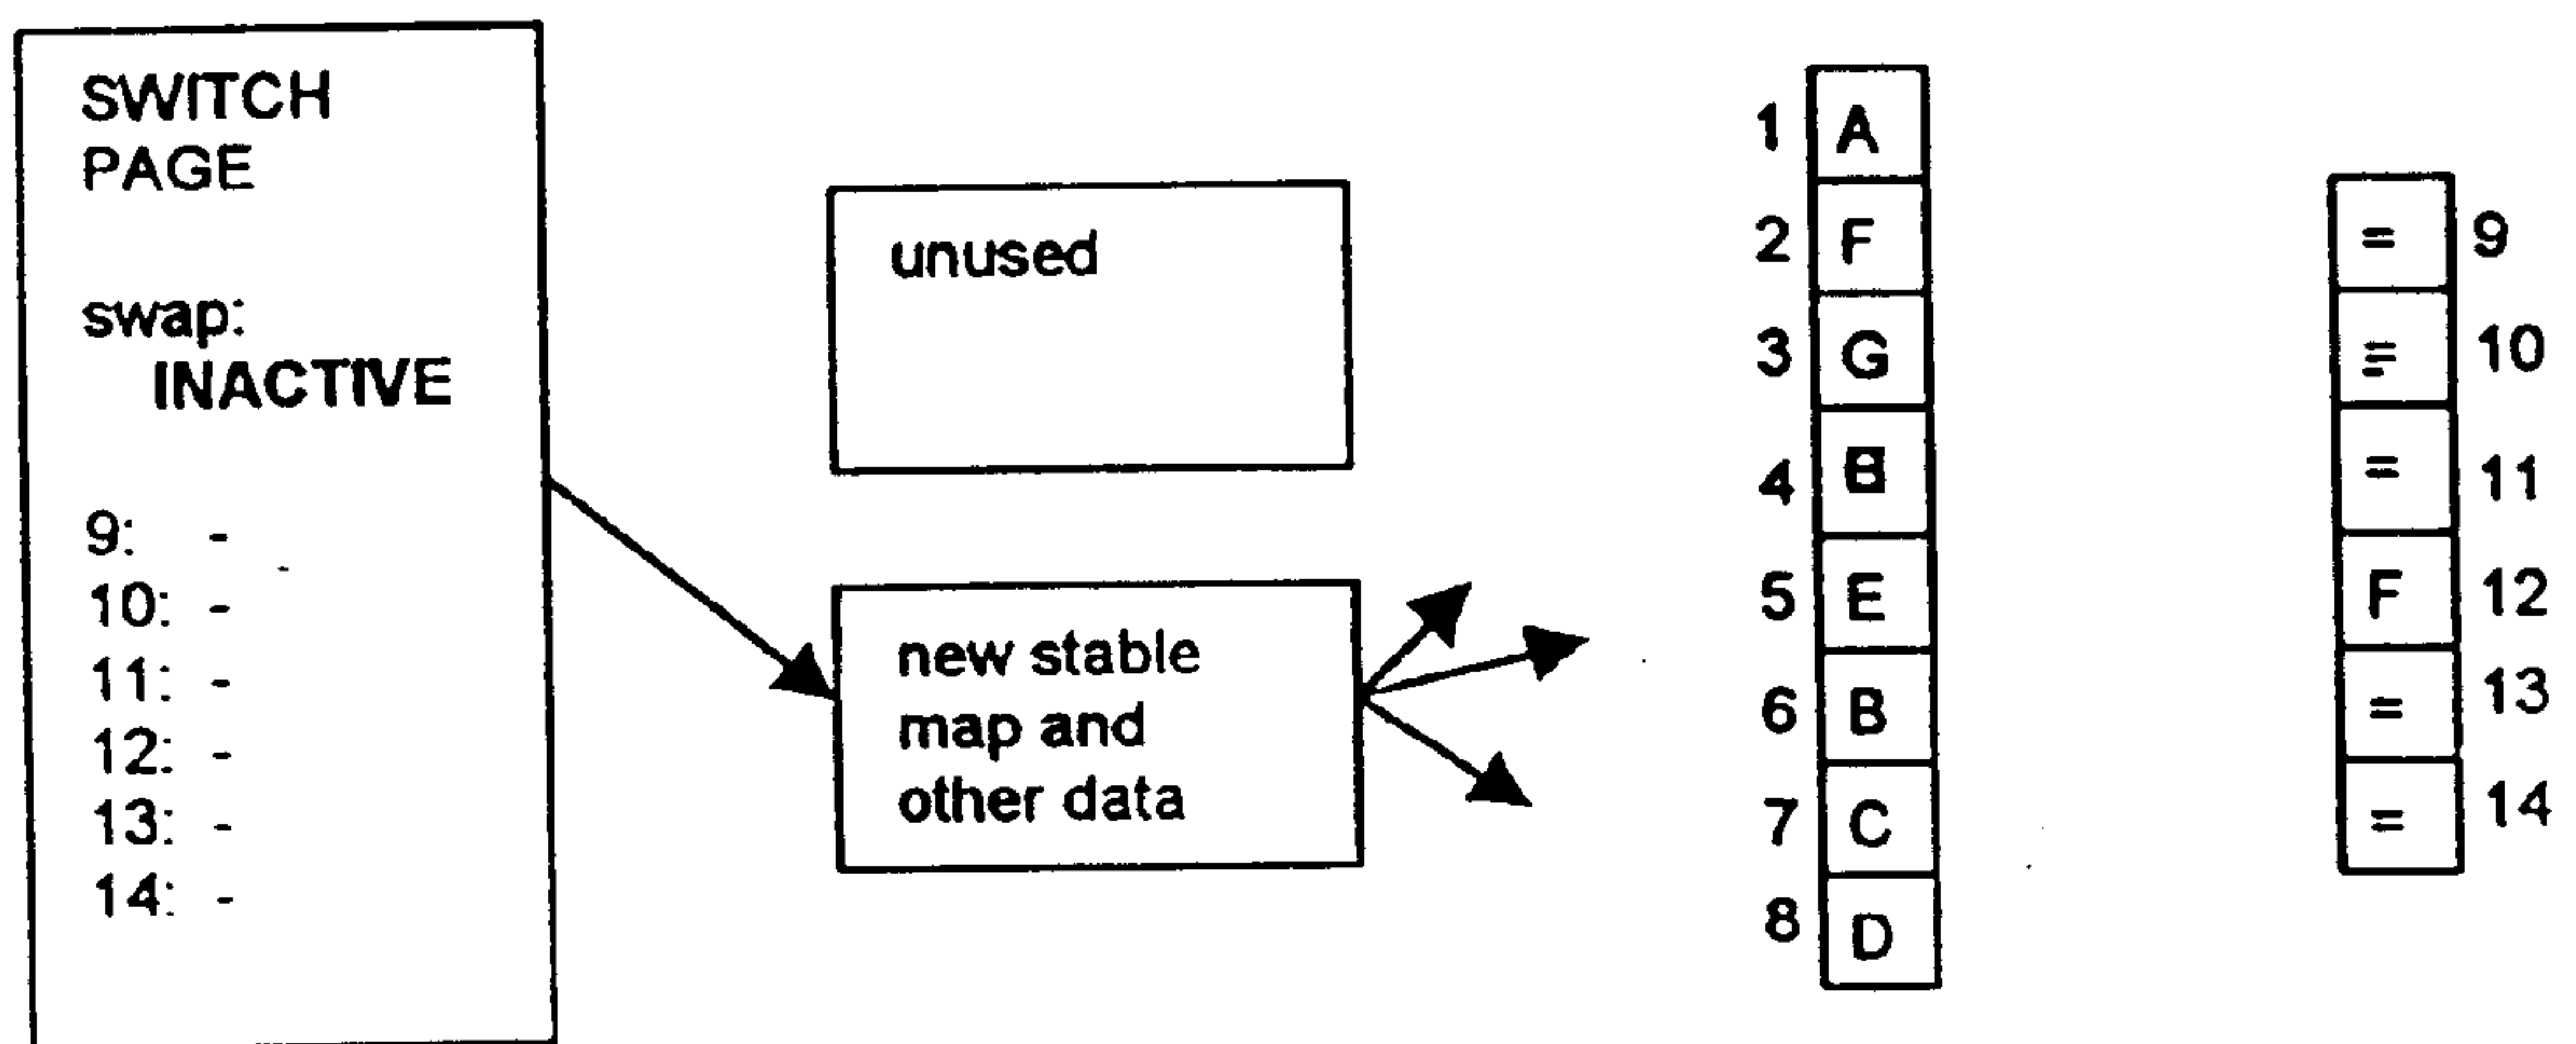 SWITCH
PAGE
swap:
INACTIVE
9: -
10: -
11: -
12: -
13: -
14: -
unused
new stable
map and
other data
1 A
2 F
3 G
4 B
5 E
6 B
7 C
8 D
= 9
= 10
= 11
F 12
= 13
= 14